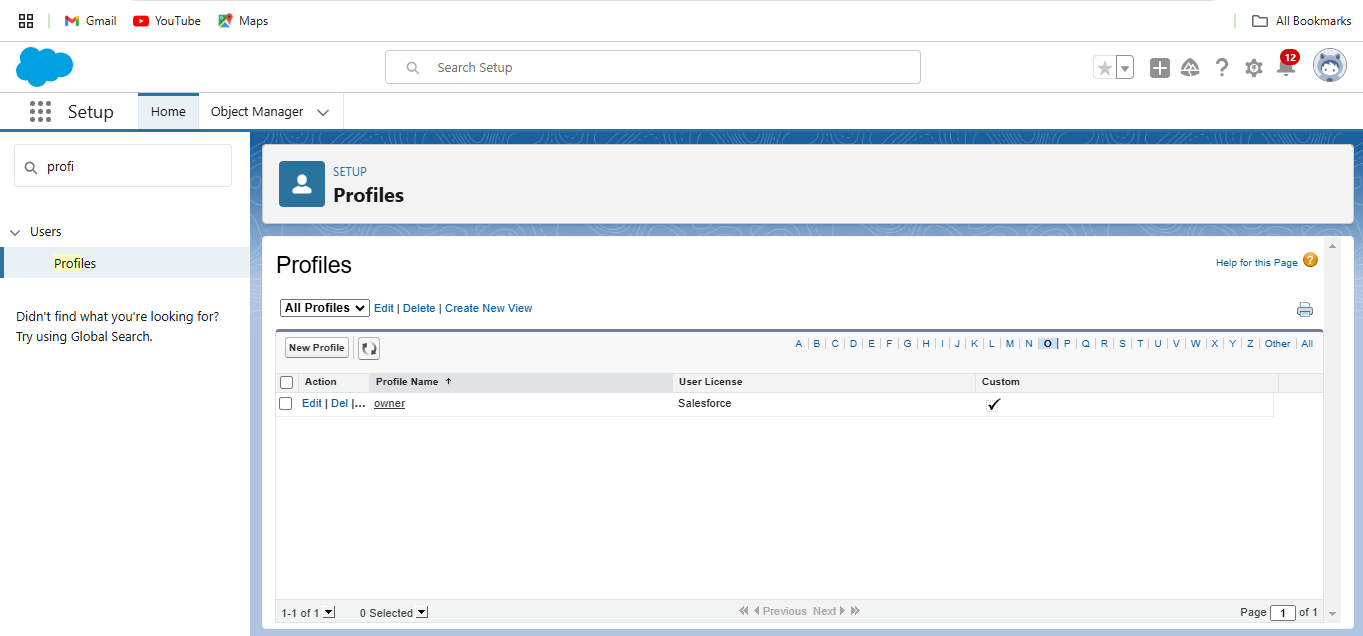 Gmail YouTube Maps All Bookmarks
Search Setup 12
Setup Home Object Manager
profi
Users
Profiles
Didn't find what you're looking for?
Try using Global Search.
SETUP
Profiles
Profiles
Help for this Page ?
All Profiles Edit | Delete | Create New View
New Profile A | B | C | D | E | F | G | H | I | J | K | L | M | N | O | P | Q | R | S | T | U | V | W | X | Y | Z | Other | All
Action Profile Name ↑ User License Custom
Edit | Del |... owner Salesforce ✓
1-1 of 1 0 Selected Previous Next Page 1 of 1